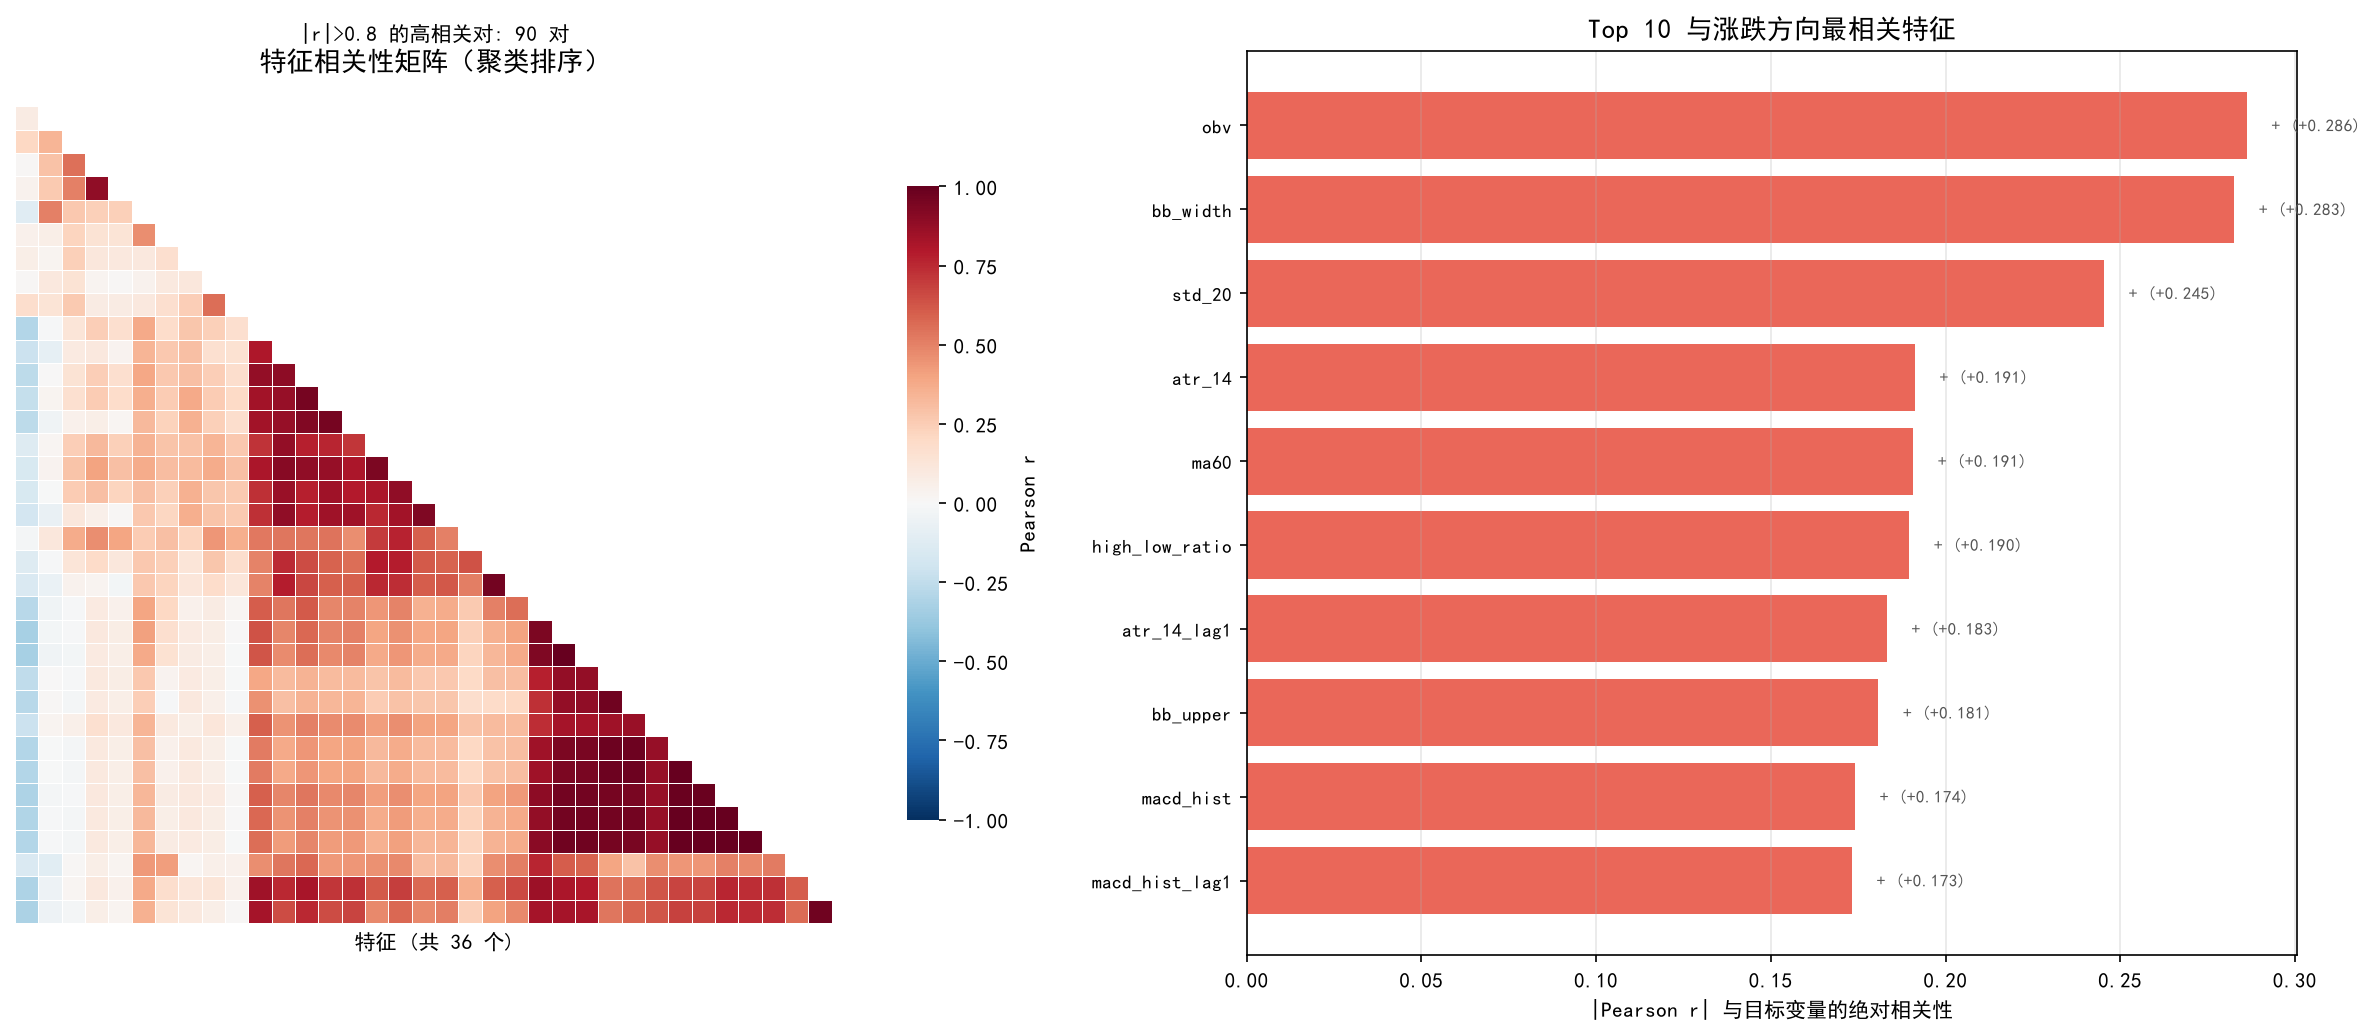 |r|>0.8 的高相关对: 90 对
特征相关性矩阵（聚类排序）
1.00
0.75
0.50
0.25
0.00
−0.25
−0.50
−0.75
−1.00
Pearson r
特征 (共 36 个)
Top 10 与涨跌方向最相关特征
obv
+ (+0.286)
bb_width
+ (+0.283)
std_20
+ (+0.245)
atr_14
+ (+0.191)
ma60
+ (+0.191)
high_low_ratio
+ (+0.190)
atr_14_lag1
+ (+0.183)
bb_upper
+ (+0.181)
macd_hist
+ (+0.174)
macd_hist_lag1
+ (+0.173)
0.00 0.05 0.10 0.15 0.20 0.25 0.30
|Pearson r| 与目标变量的绝对相关性